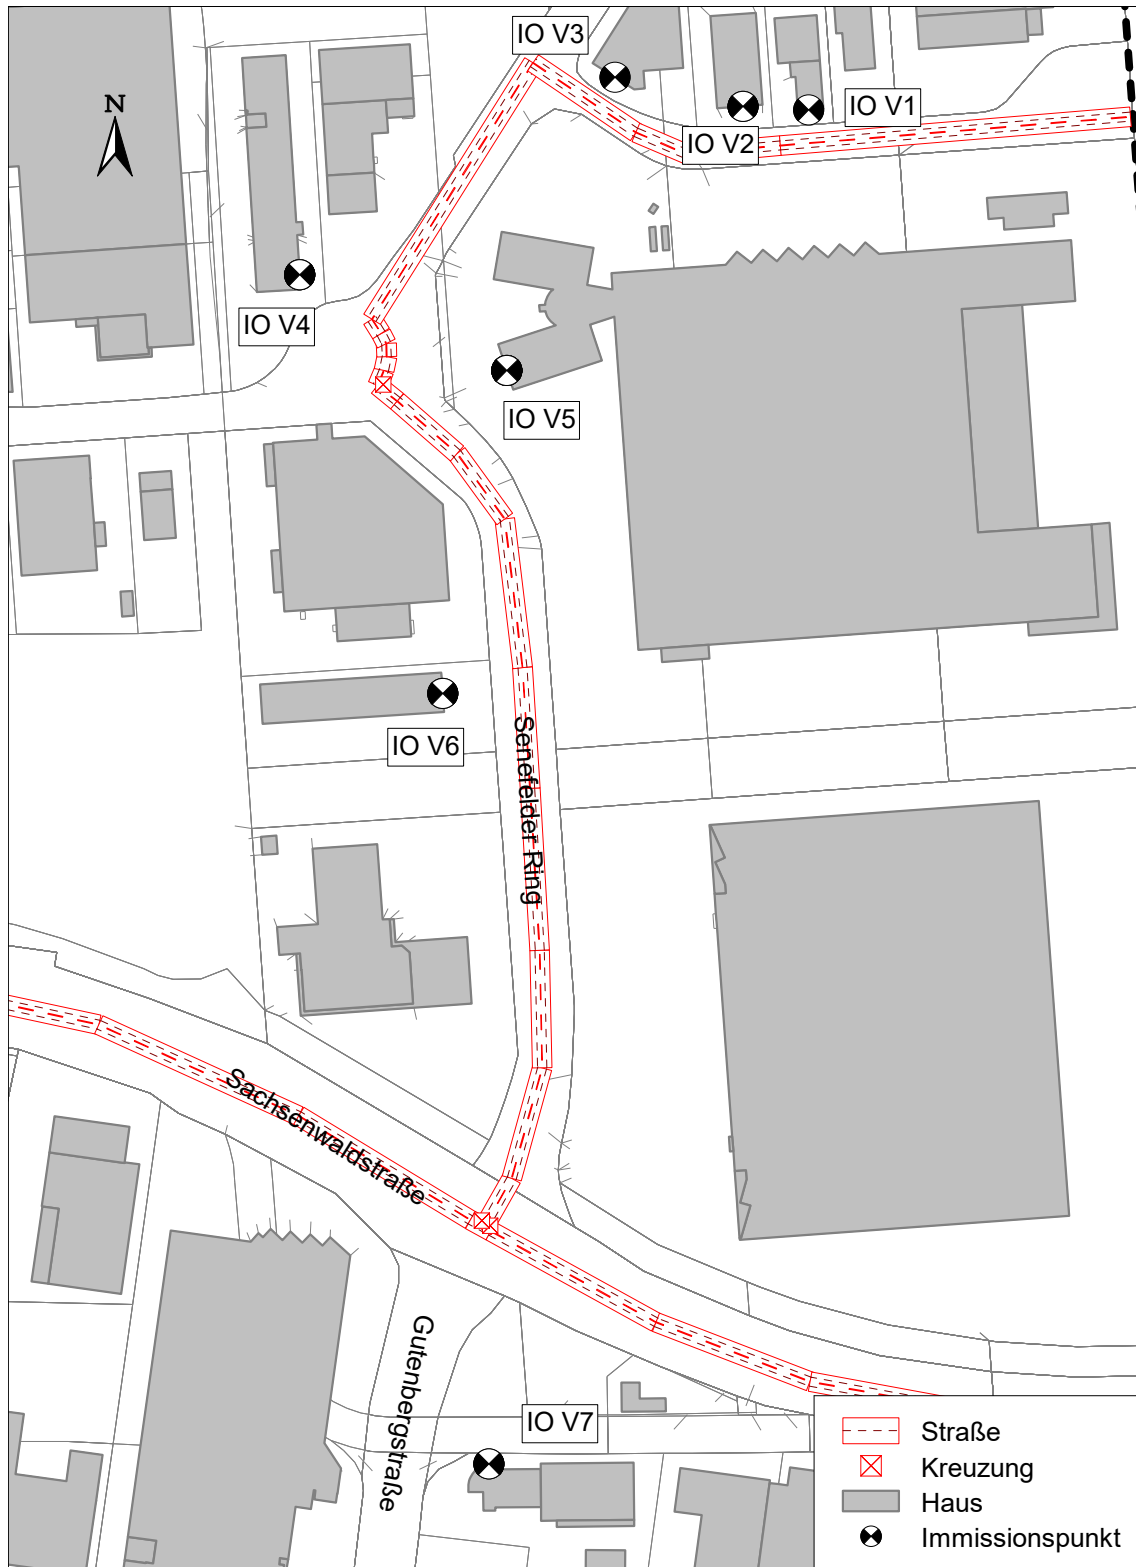 IO V3
N
IO V1
IO V2
IO V4
IO V5
IO V6
Senefelder Ring
Sachsenwaldstraße
Gutenbergstraße
IO V7
Straße
Kreuzung
Haus
Immissionspunkt